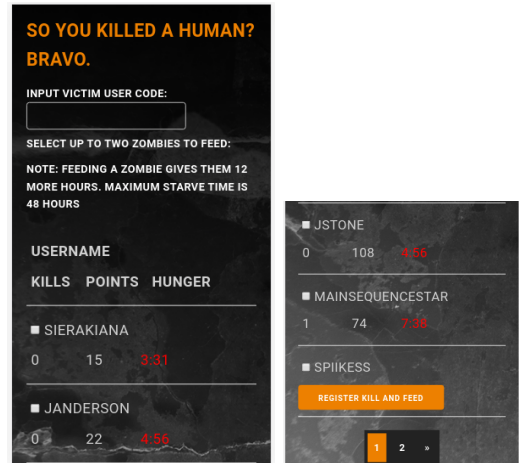 SO YOU KILLED A HUMAN?
BRAVO.
INPUT VICTIM USER CODE:
SELECT UP TO TWO ZOMBIES TO FEED:
NOTE: FEEDING A ZOMBIE GIVES THEM 12
MORE HOURS. MAXIMUM STARVE TIME IS
48 HOURS
USERNAME
KILLS POINTS HUNGER
SIERAKIANA
0 15 3:31
JANDERSON
0 22 4:56
JSTONE
0 108 4:56
MAINSEQUENCESTAR
1 74 7:38
SPIIKESS
REGISTER KILL AND FEED
1 2 »